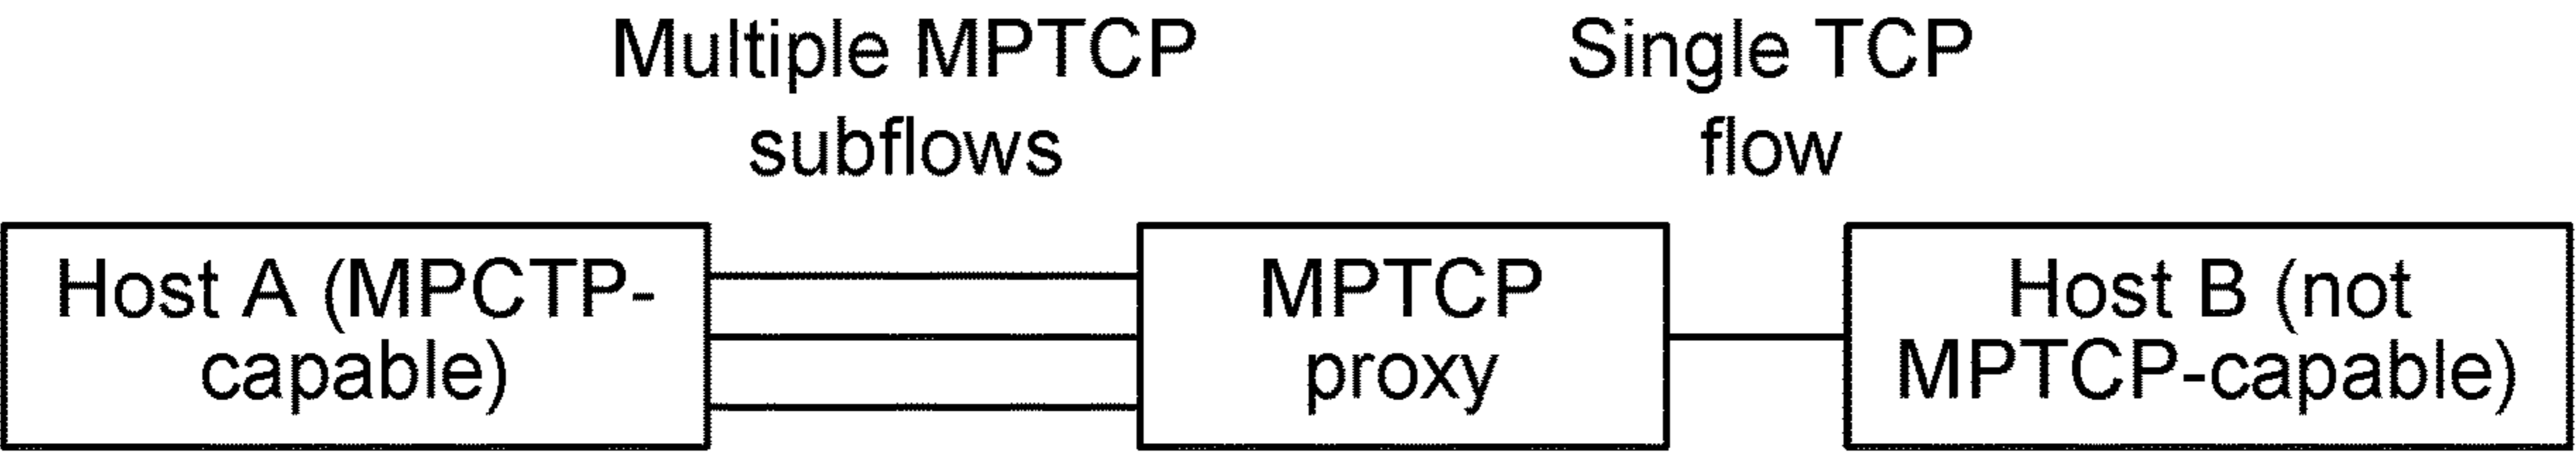 Multiple MPTCP
subflows
Single TCP
flow
Host A (MPCTP-
capable)
MPTCP
proxy
Host B (not
MPTCP-capable)